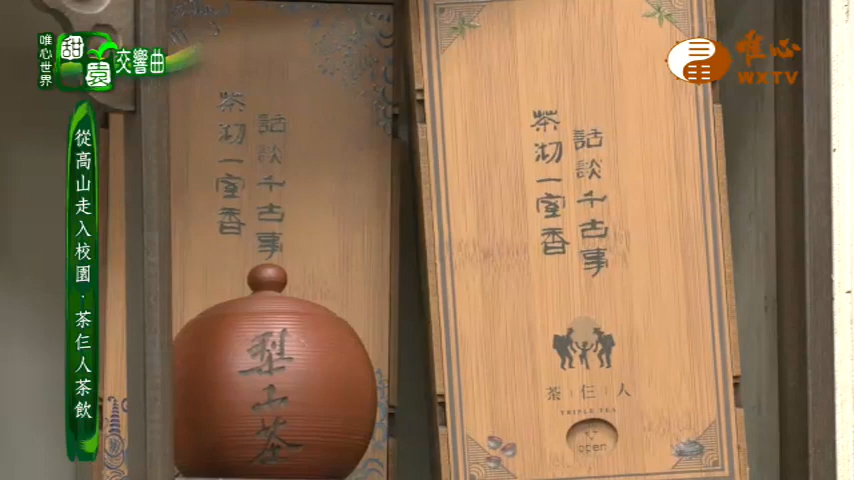 唯心世界
甜園
交響曲
從高山走入校園·茶仨人茶飲
唯心
WXTV
話談千古事
茶沏一室香
話談千古事
茶沏一室香
茶|仨|人
TRIPLE TEA
open
梨山茶